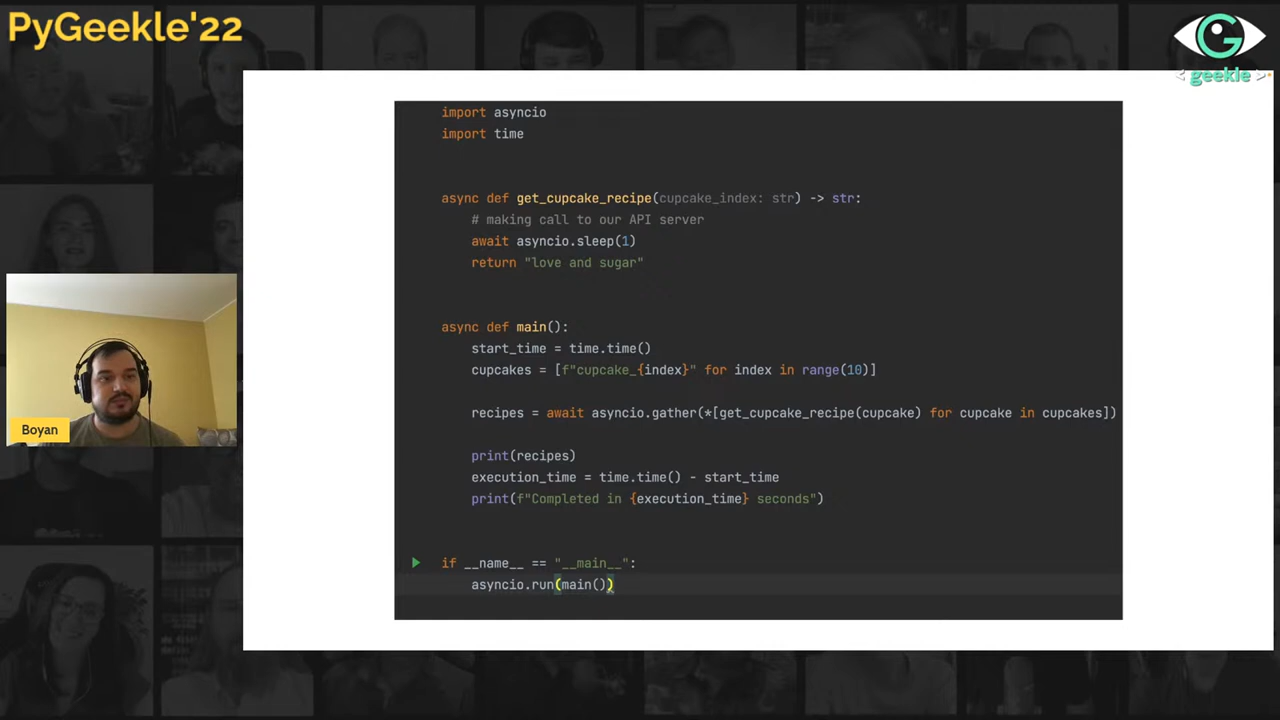 PyGeekle'22
< geekle >
import asyncio
import time
async def get_cupcake_recipe(cupcake_index: str) -> str:
    # making call to our API server
    await asyncio.sleep(1)
    return "love and sugar"
async def main():
    start_time = time.time()
    cupcakes = [f"cupcake_{index}" for index in range(10)]
    recipes = await asyncio.gather(*[get_cupcake_recipe(cupcake) for cupcake in cupcakes])
    print(recipes)
    execution_time = time.time() - start_time
    print(f"Completed in {execution_time} seconds")
if __name__ == "__main__":
    asyncio.run(main())
Boyan